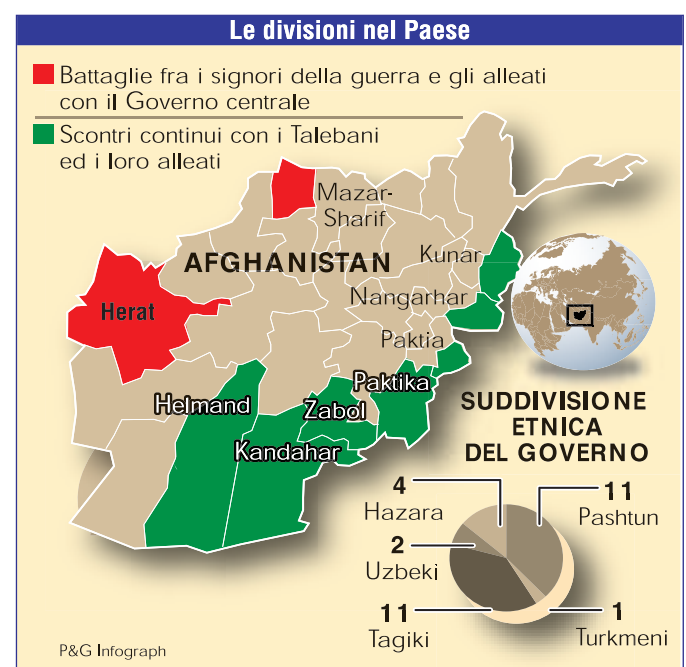 Le divisioni nel Paese
Battaglie fra i signori della guerra e gli alleati
con il Governo centrale
Scontri continui con i Talebani
ed i loro alleati
Mazar-
Sharif
AFGHANISTAN
Kunar
Herat
Nangarhar
Paktia
Paktika
Helmand
Zabol
Kandahar
SUDDIVISIONE
ETNICA
DEL GOVERNO
4
Hazara
11
Pashtun
2
Uzbeki
11
Tagiki
1
Turkmeni
P&G Infograph